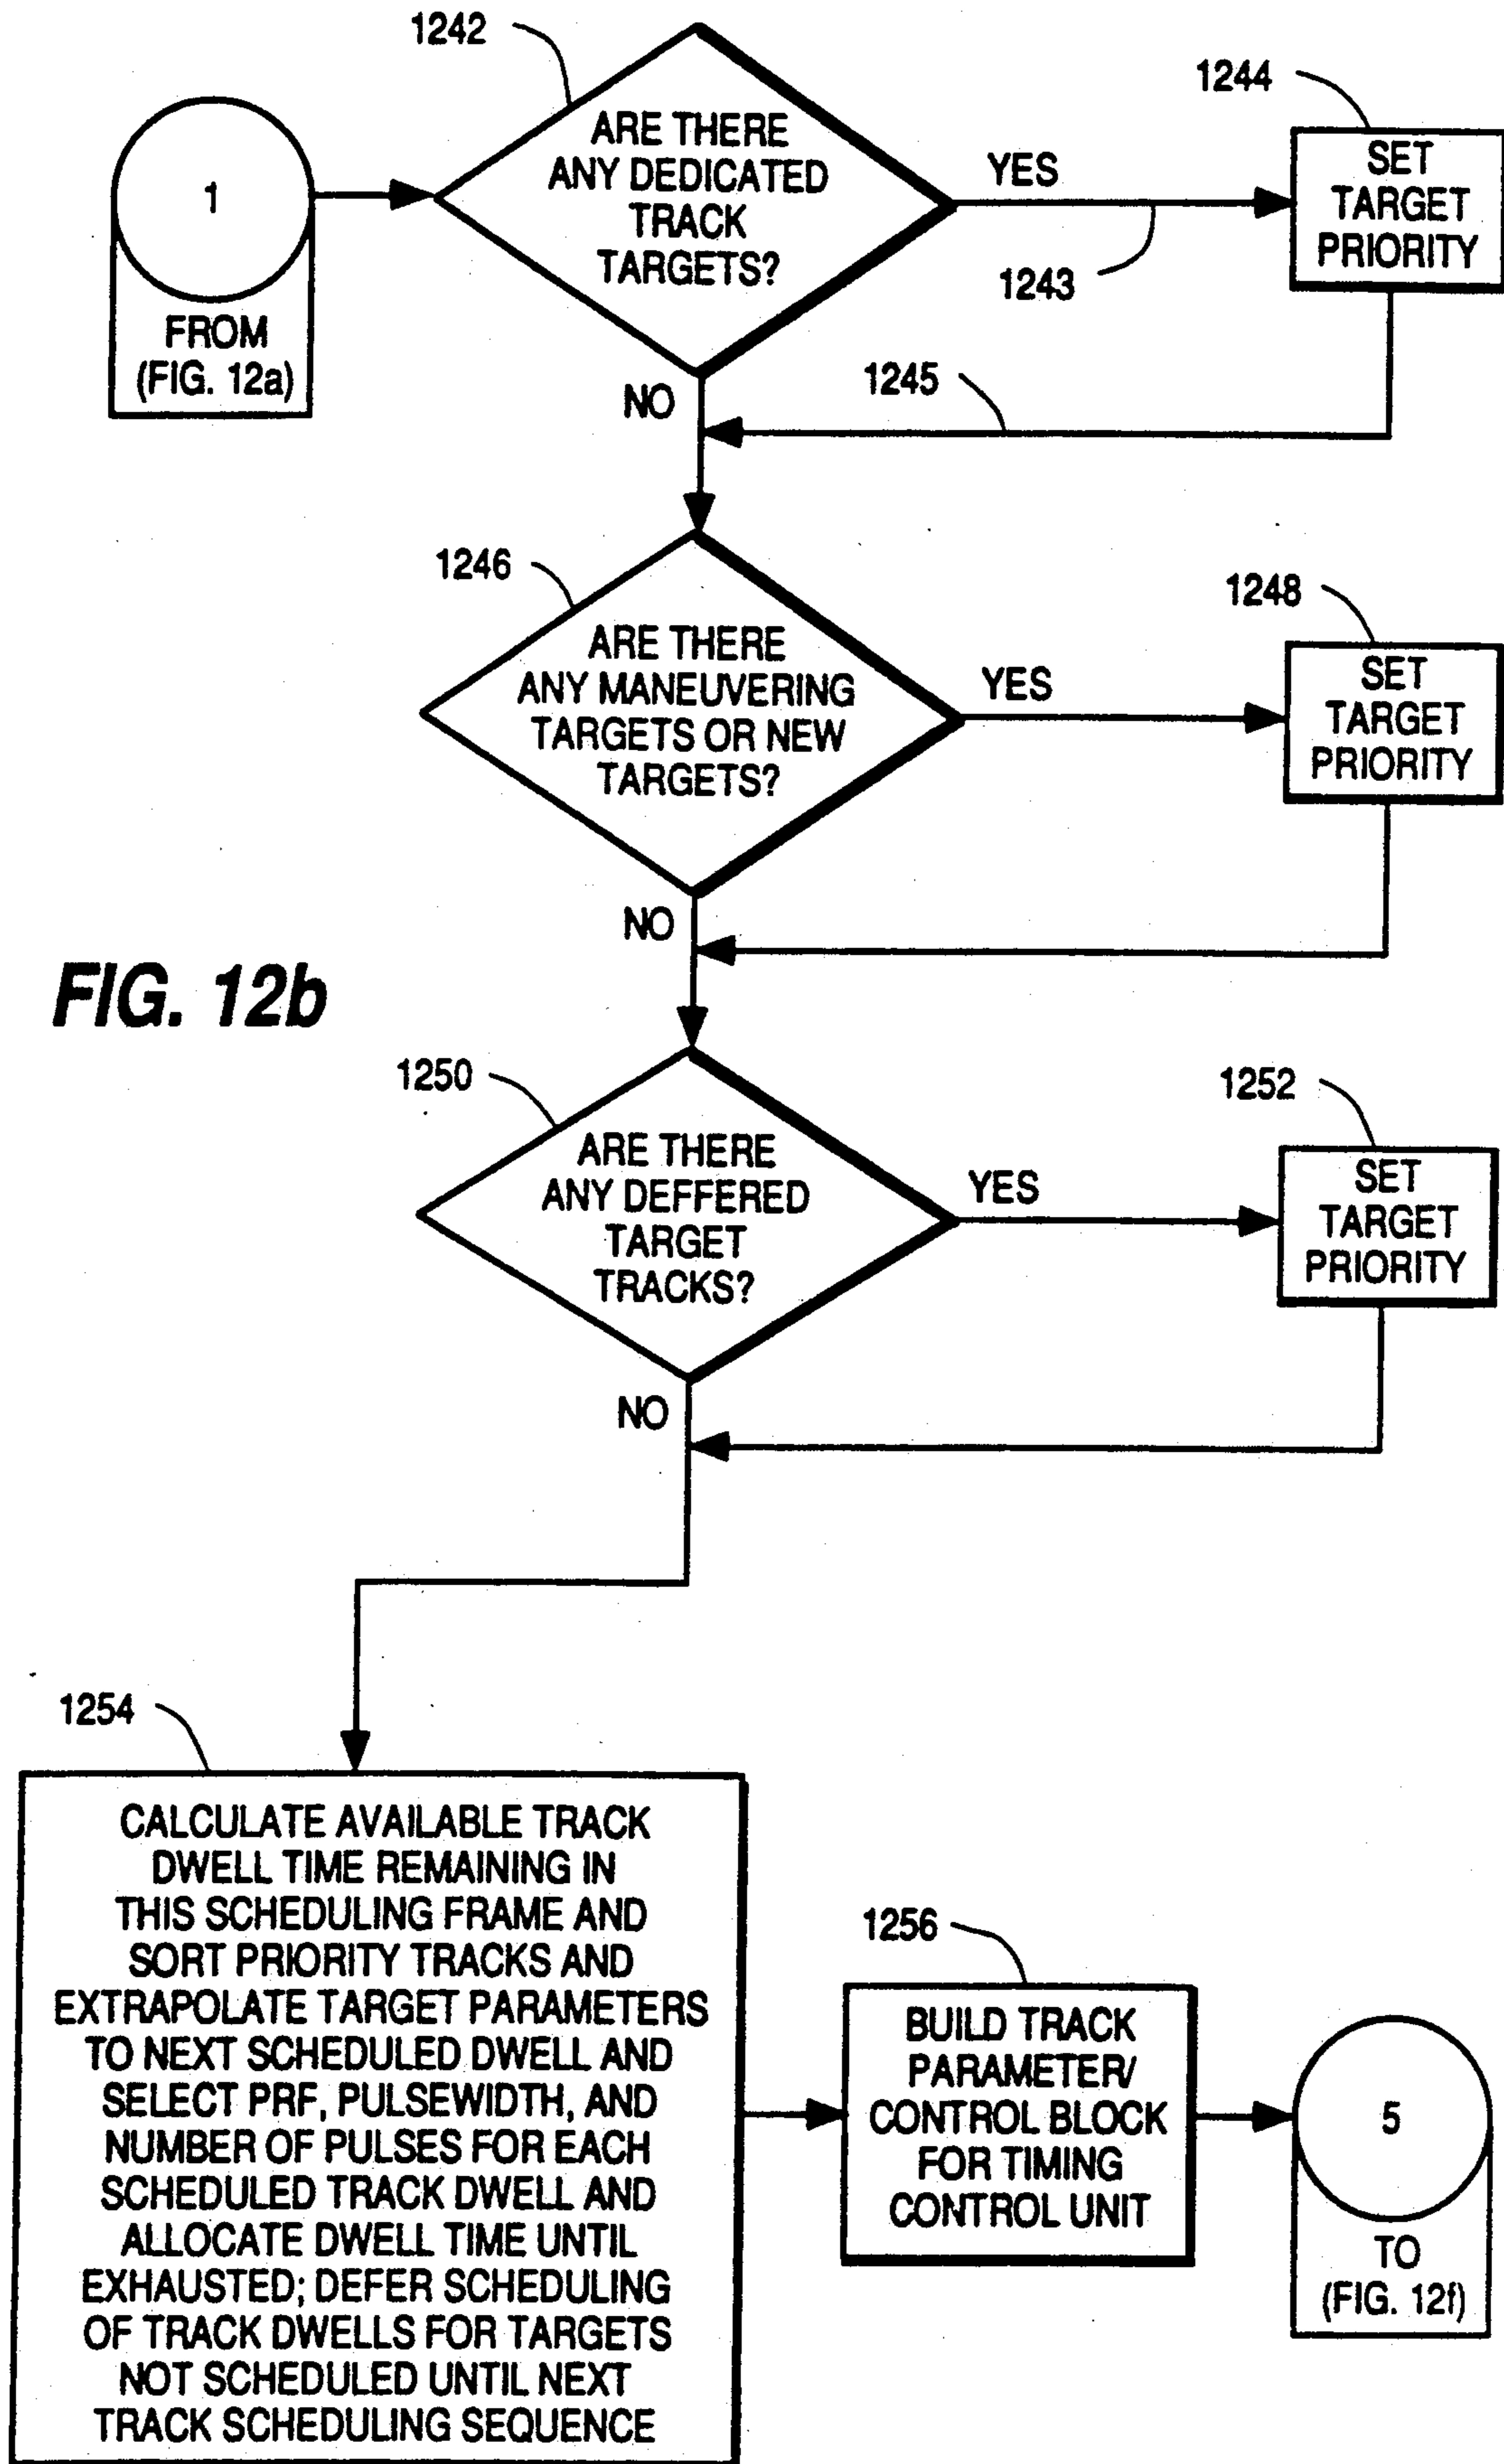 1242
ARE THERE
ANY DEDICATED
TRACK
TARGETS?
YES
1243
1244
SET
TARGET
PRIORITY
1
FROM
(FIG. 12a)
NO
1245
1246
ARE THERE
ANY MANEUVERING
TARGETS OR NEW
TARGETS?
YES
1248
SET
TARGET
PRIORITY
NO
FIG. 12b
1250
ARE THERE
ANY DEFFERED
TARGET
TRACKS?
YES
1252
SET
TARGET
PRIORITY
NO
1254
CALCULATE AVAILABLE TRACK
DWELL TIME REMAINING IN
THIS SCHEDULING FRAME AND
SORT PRIORITY TRACKS AND
EXTRAPOLATE TARGET PARAMETERS
TO NEXT SCHEDULED DWELL AND
SELECT PRF, PULSEWIDTH, AND
NUMBER OF PULSES FOR EACH
SCHEDULED TRACK DWELL AND
ALLOCATE DWELL TIME UNTIL
EXHAUSTED; DEFER SCHEDULING
OF TRACK DWELLS FOR TARGETS
NOT SCHEDULED UNTIL NEXT
TRACK SCHEDULING SEQUENCE
1256
BUILD TRACK
PARAMETER/
CONTROL BLOCK
FOR TIMING
CONTROL UNIT
5
TO
(FIG. 12f)